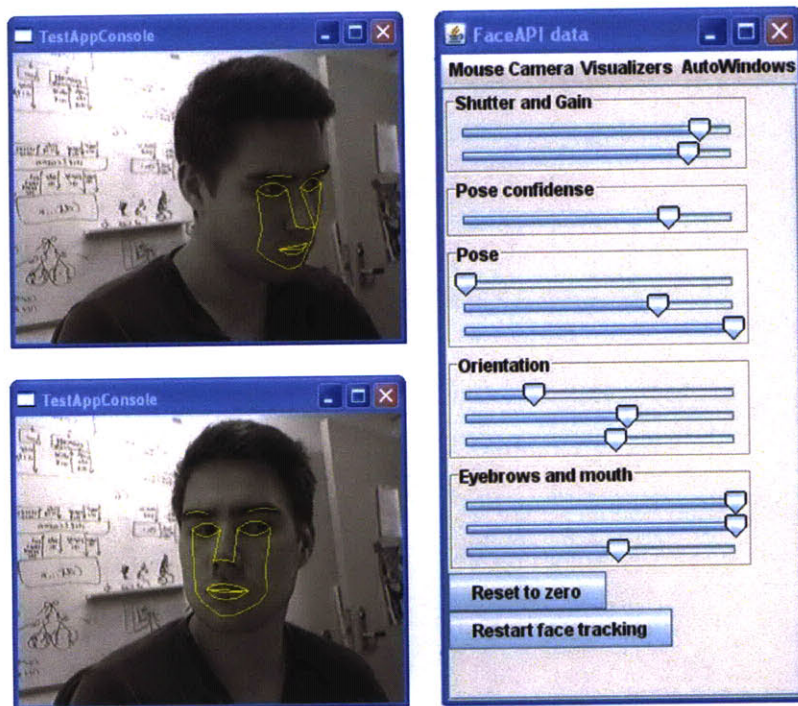 TestAppConsole
TestAppConsole
FaceAPI data
Mouse Camera Visualizers AutoWindows
Shutter and Gain
Pose confidense
Pose
Orientation
Eyebrows and mouth
Reset to zero
Restart face tracking